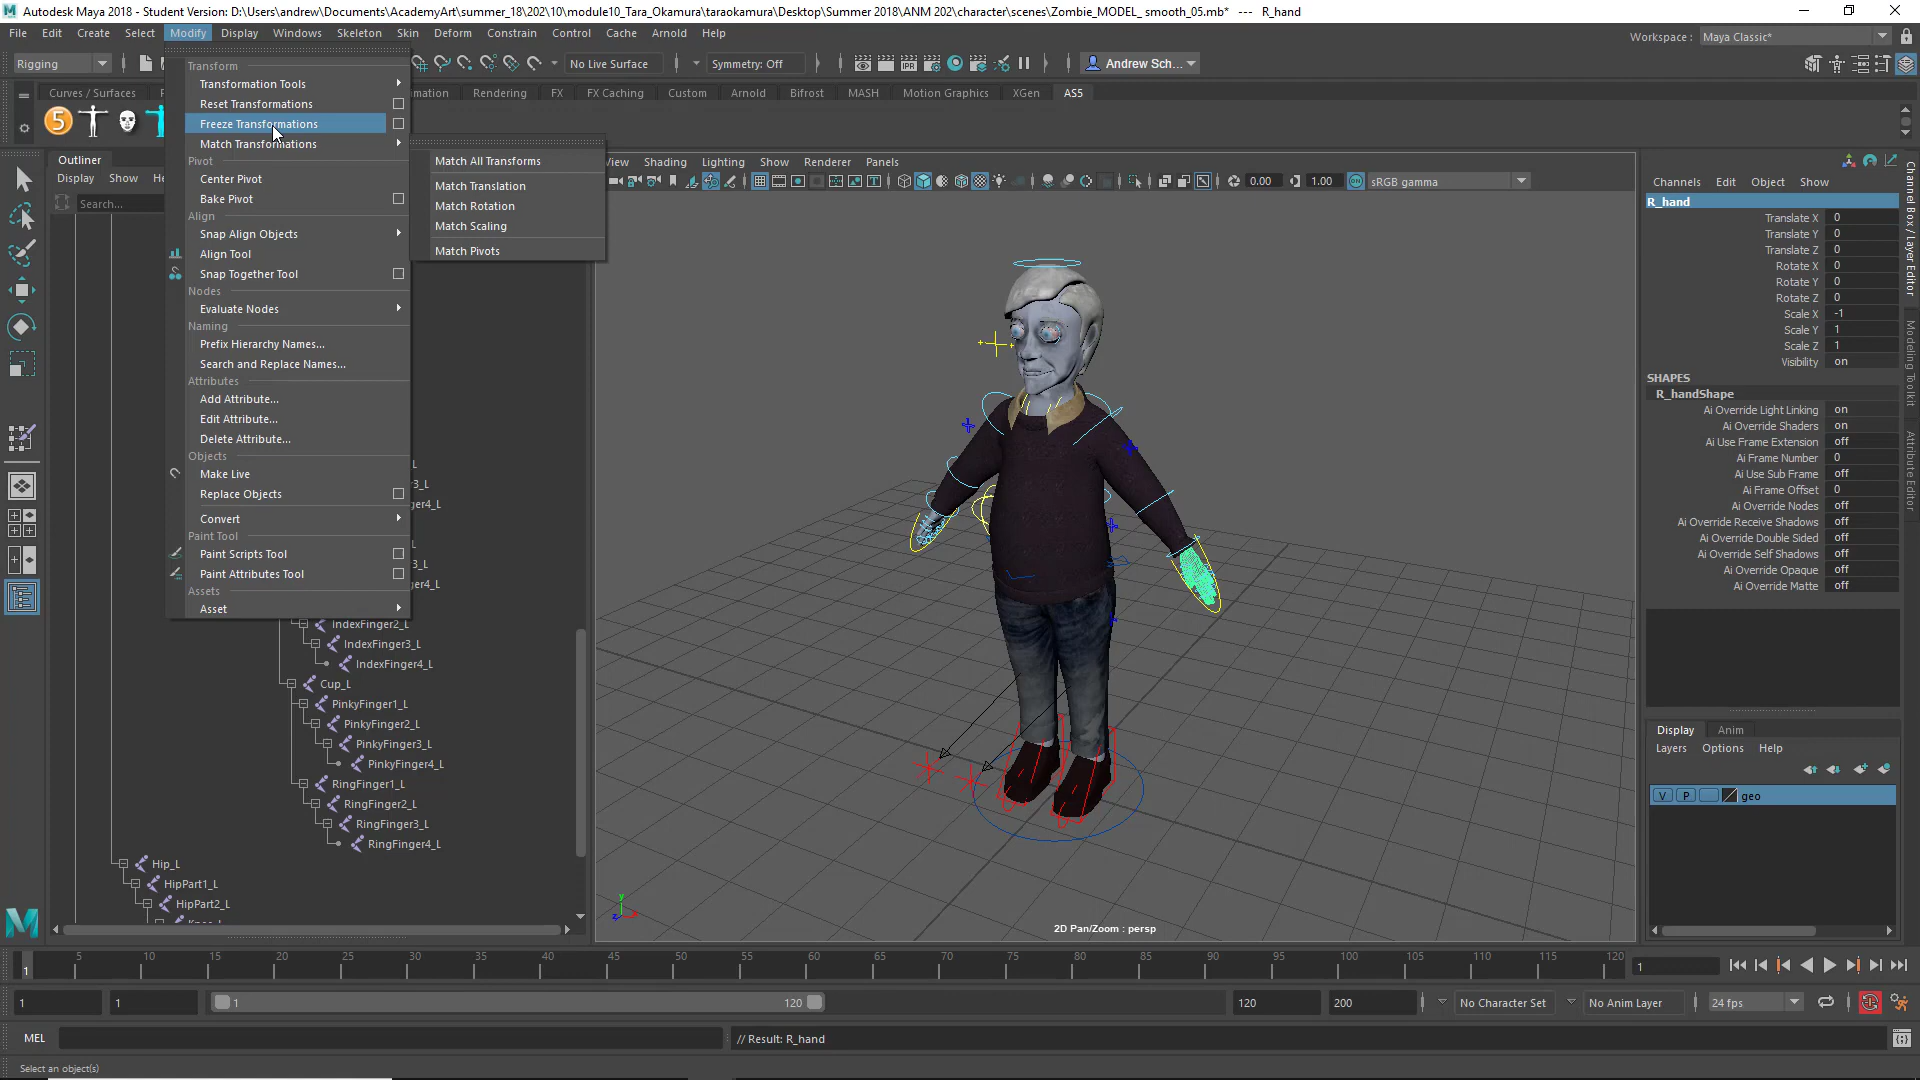 Autodesk Maya 2018 - Student Version: D:\Users\andrew\Documents\AcademyArt\summer_18\202\10\module10_Tara_Okamura\taraokamura\Desktop\Summer 2018\ANM 202\character\scenes\Zombie_MODEL_ smooth_05.mb* --- R_hand
File Edit Create Select Modify Display Windows Skeleton Skin Deform Constrain Control Cache Arnold Help
Workspace : Maya Classic*
Rigging
No Live Surface
Symmetry: Off
Andrew Sch...
Curves / Surfaces
Rendering FX FX Caching Custom Arnold Bifrost MASH Motion Graphics XGen AS5
Transform
Transformation Tools
Reset Transformations
Freeze Transformations
Match Transformations
Pivot
Center Pivot
Bake Pivot
Align
Snap Align Objects
Align Tool
Snap Together Tool
Nodes
Evaluate Nodes
Naming
Prefix Hierarchy Names...
Search and Replace Names...
Attributes
Add Attribute...
Edit Attribute...
Delete Attribute...
Objects
Make Live
Replace Objects
Convert
Paint Tool
Paint Scripts Tool
Paint Attributes Tool
Assets
Asset
Match All Transforms
Match Translation
Match Rotation
Match Scaling
Match Pivots
Outliner
Display Show He
Search...
IndexFinger2_L
IndexFinger3_L
IndexFinger4_L
Cup_L
PinkyFinger1_L
PinkyFinger2_L
PinkyFinger3_L
PinkyFinger4_L
RingFinger1_L
RingFinger2_L
RingFinger3_L
RingFinger4_L
Hip_L
HipPart1_L
HipPart2_L
View Shading Lighting Show Renderer Panels
0.00
1.00
sRGB gamma
2D Pan/Zoom : persp
Channels Edit Object Show
R_hand
Translate X 0
Translate Y 0
Translate Z 0
Rotate X 0
Rotate Y 0
Rotate Z 0
Scale X -1
Scale Y 1
Scale Z 1
Visibility on
SHAPES
R_handShape
Ai Override Light Linking on
Ai Override Shaders on
Ai Use Frame Extension off
Ai Frame Number 0
Ai Use Sub Frame off
Ai Frame Offset 0
Ai Override Nodes off
Ai Override Receive Shadows off
Ai Override Double Sided off
Ai Override Self Shadows off
Ai Override Opaque off
Ai Override Matte off
Channel Box / Layer Editor
Modeling Toolkit
Attribute Editor
Display Anim
Layers Options Help
V P geo
1 5 10 15 20 25 30 35 40 45 50 55 60 65 70 75 80 85 90 95 100 105 110 115 120
1
1 1 1 120 120 200
No Character Set
No Anim Layer
24 fps
MEL
// Result: R_hand
Select an object(s)